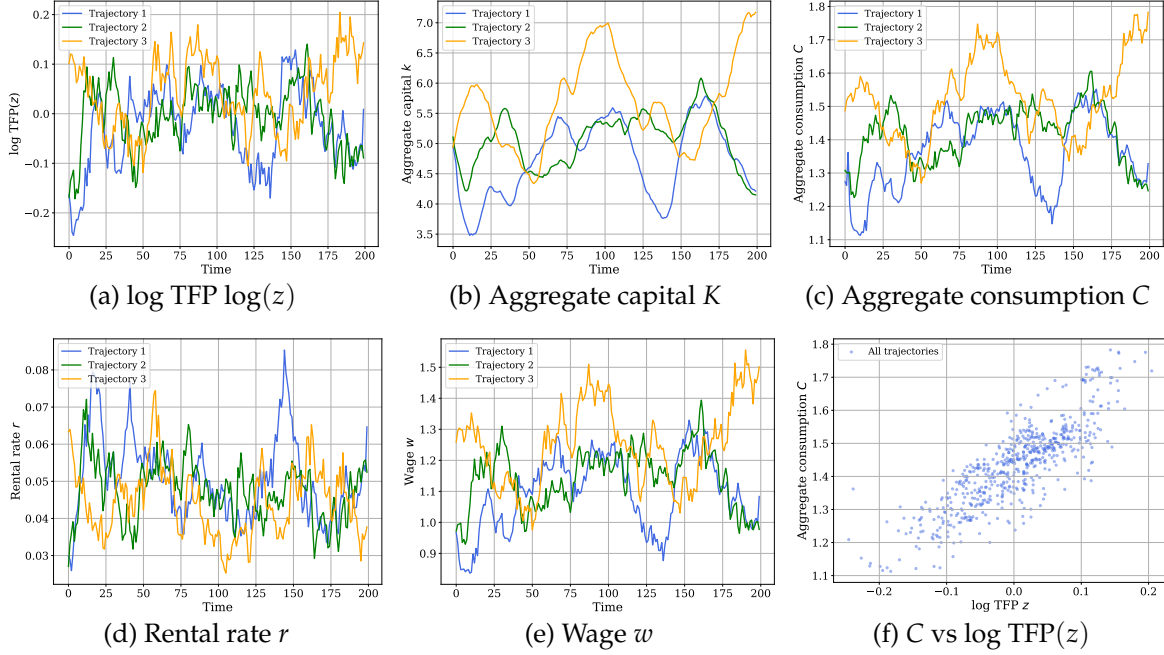 Trajectory 1
Trajectory 2
Trajectory 3
0.2
0.1
0.0
−0.1
−0.2
log TFP(z)
0 25 50 75 100 125 150 175 200
Time
(a) log TFP log(z)
Trajectory 1
Trajectory 2
Trajectory 3
7.0
6.5
6.0
5.5
5.0
4.5
4.0
3.5
Aggregate capital k
0 25 50 75 100 125 150 175 200
Time
(b) Aggregate capital K
Trajectory 1
Trajectory 2
Trajectory 3
1.8
1.7
1.6
1.5
1.4
1.3
1.2
1.1
Aggregate consumption C
0 25 50 75 100 125 150 175 200
Time
(c) Aggregate consumption C
Trajectory 1
Trajectory 2
Trajectory 3
0.08
0.07
0.06
0.05
0.04
0.03
Rental rate r
0 25 50 75 100 125 150 175 200
Time
(d) Rental rate r
Trajectory 1
Trajectory 2
Trajectory 3
1.5
1.4
1.3
1.2
1.1
1.0
0.9
Wage w
0 25 50 75 100 125 150 175 200
Time
(e) Wage w
All trajectories
1.8
1.7
1.6
1.5
1.4
1.3
1.2
1.1
Aggregate consumption C
−0.2 −0.1 0.0 0.1 0.2
log TFP z
(f) C vs log TFP(z)